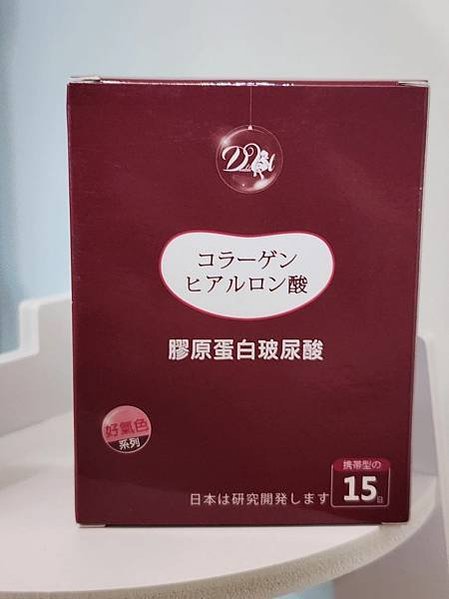 コラーゲン
ヒアルロン酸
膠原蛋白玻尿酸
好氣色
系列
携帯型の
15日
日本は研究開発します